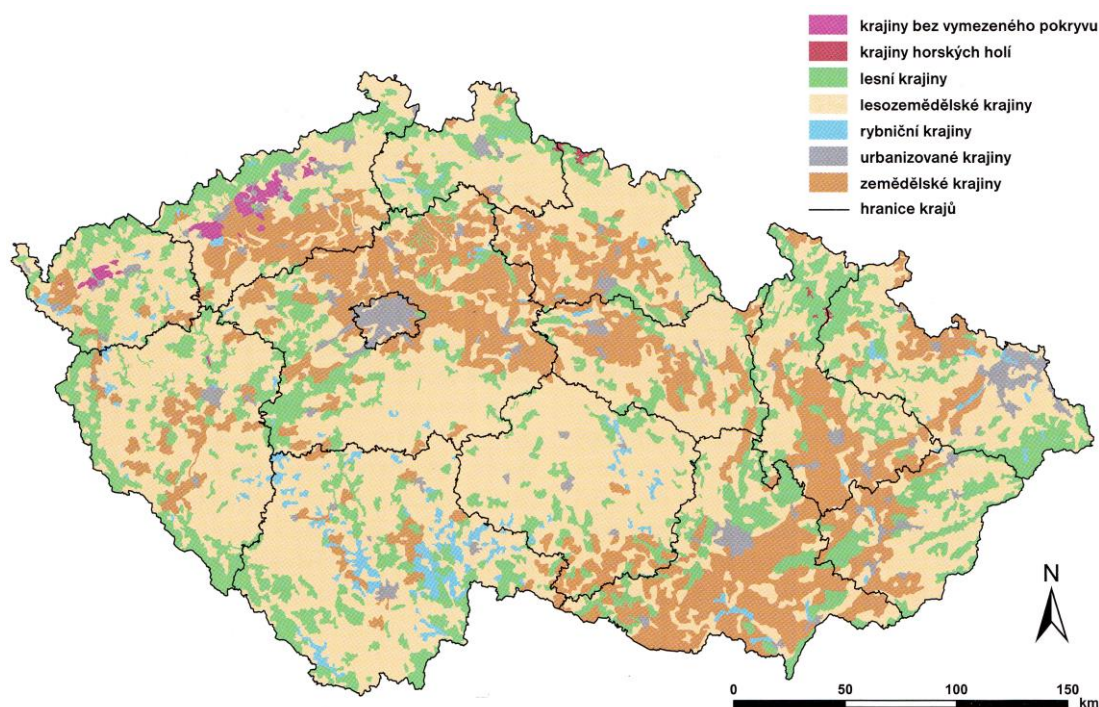 krajiny bez vymezeného pokryvu
krajiny horských holí
lesní krajiny
lesozemědělské krajiny
rybniční krajiny
urbanizované krajiny
zemědělské krajiny
hranice krajů
N
0 50 100 150
km